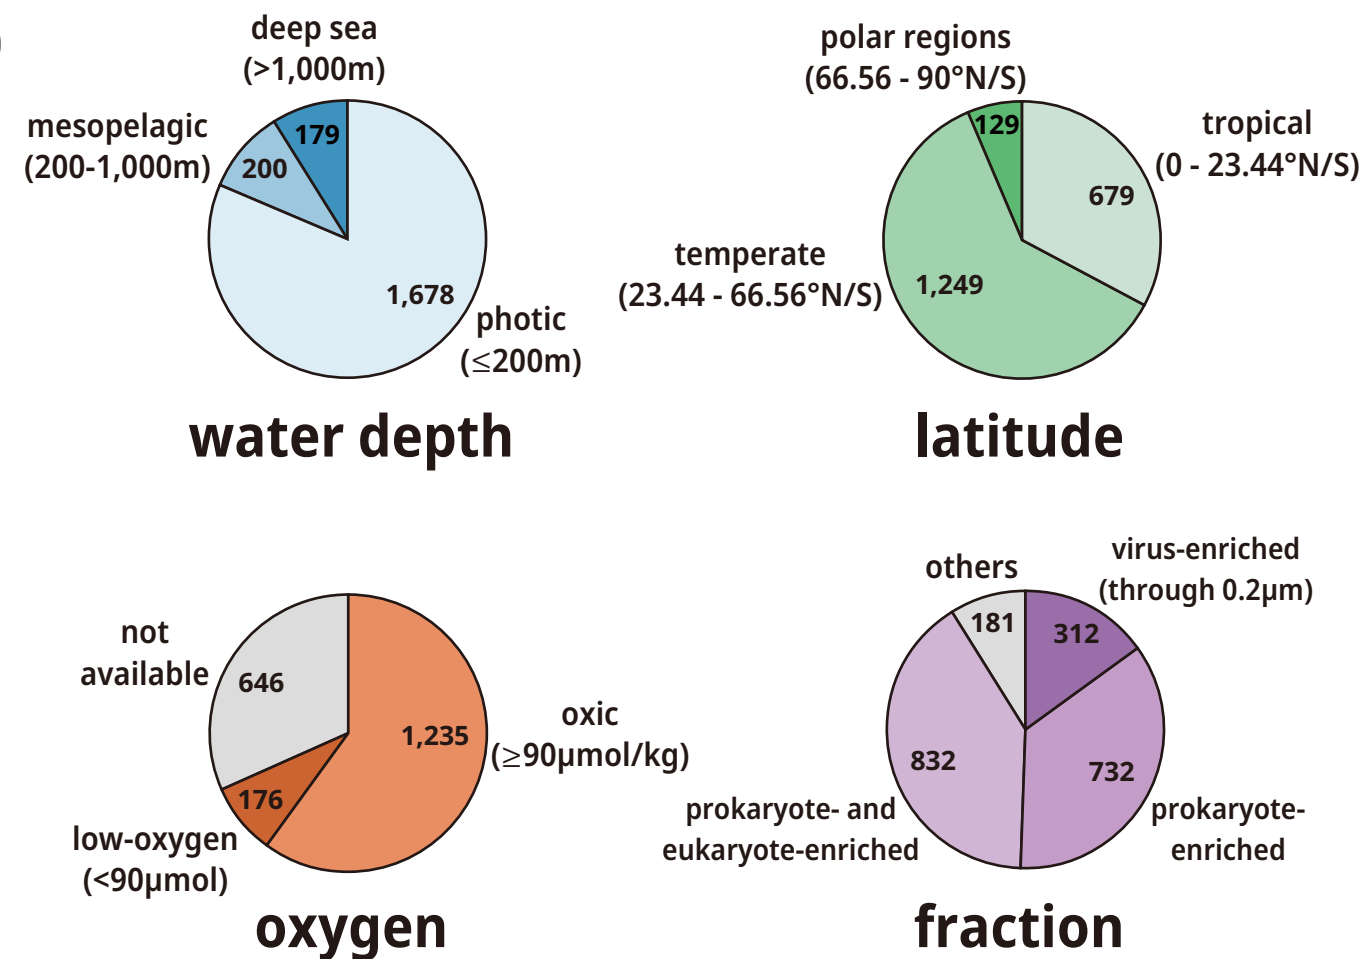 deep sea
(>1,000m)
mesopelagic
(200-1,000m)
179
200
1,678
photic
(≤200m)
water depth
polar regions
(66.56 - 90°N/S)
129
tropical
(0 - 23.44°N/S)
679
temperate
(23.44 - 66.56°N/S)
1,249
latitude
not
available
646
1,235
oxic
(≥90μmol/kg)
176
low-oxygen
(<90μmol)
oxygen
others
virus-enriched
(through 0.2μm)
181
312
832
732
prokaryote- and
eukaryote-enriched
prokaryote-
enriched
fraction